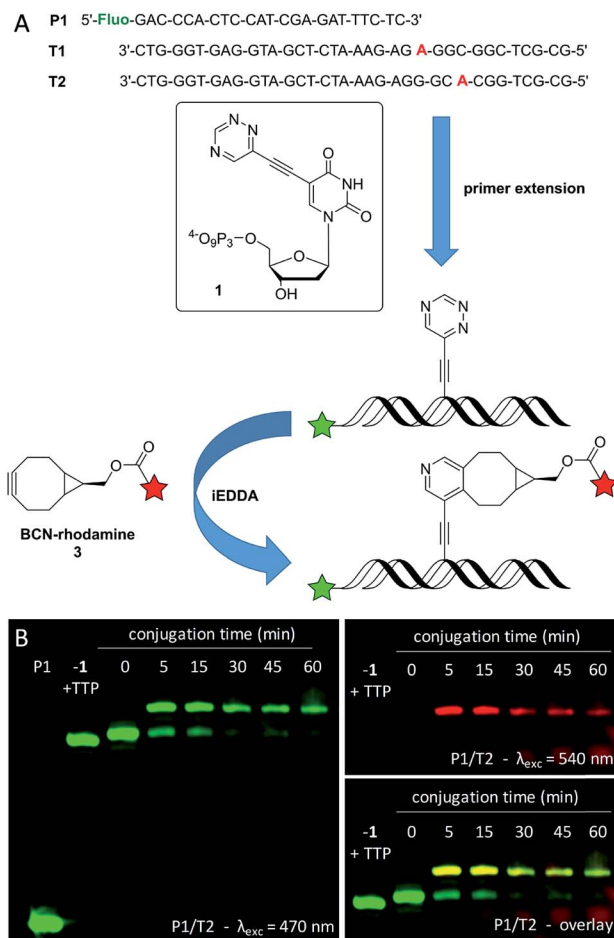 A
P1 5'-Fluo-GAC-CCA-CTC-CAT-CGA-GAT-TTC-TC-3'
T1 3'-CTG-GGT-GAG-GTA-GCT-CTA-AAG-AG A-GGC-GGC-TCG-CG-5'
T2 3'-CTG-GGT-GAG-GTA-GCT-CTA-AAG-AGG-GC A-CGG-TCG-CG-5'
N
N
N
O
NH
N
O
4-O9P3-O
O
OH
1
primer extension
N
N
N
O
O
BCN-rhodamine
3
iEDDA
N
O
O
B
conjugation time (min)
P1 -1 0 5 15 30 45 60
+TTP
P1/T2 - λexc = 470 nm
conjugation time (min)
-1 0 5 15 30 45 60
+ TTP
P1/T2 - λexc = 540 nm
conjugation time (min)
-1 0 5 15 30 45 60
+ TTP
P1/T2 - overlay